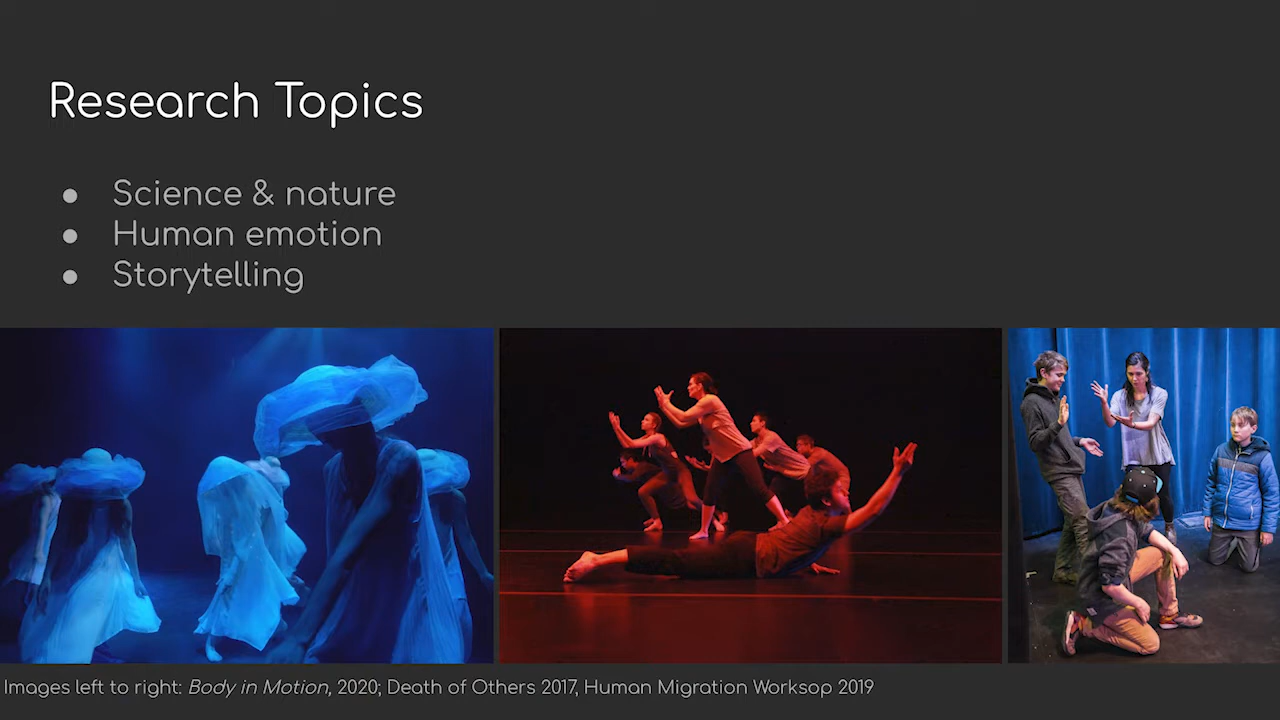 Research Topics
● Science & nature
● Human emotion
● Storytelling
Images left to right: Body in Motion, 2020; Death of Others 2017, Human Migration Worksop 2019